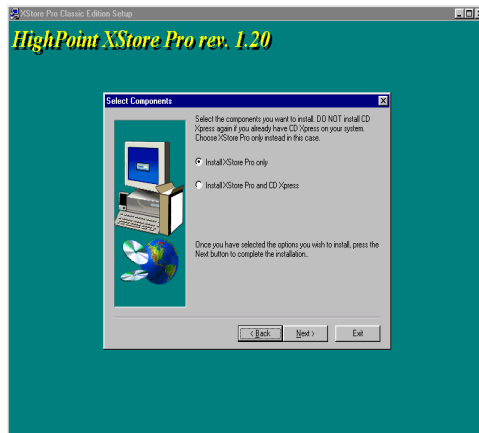 XStore Pro Classic Edition Setup
HighPoint XStore Pro rev. 1.20
Select Components
Select the components you want to install. DO NOT install CD
Xpress again if you already have CD Xpress on your system.
Choose XStore Pro only instead in this case.
Install XStore Pro only
Install XStore Pro and CD Xpress
Once you have selected the options you wish to install, press the
Next button to complete the installation..
< Back
Next >
Exit